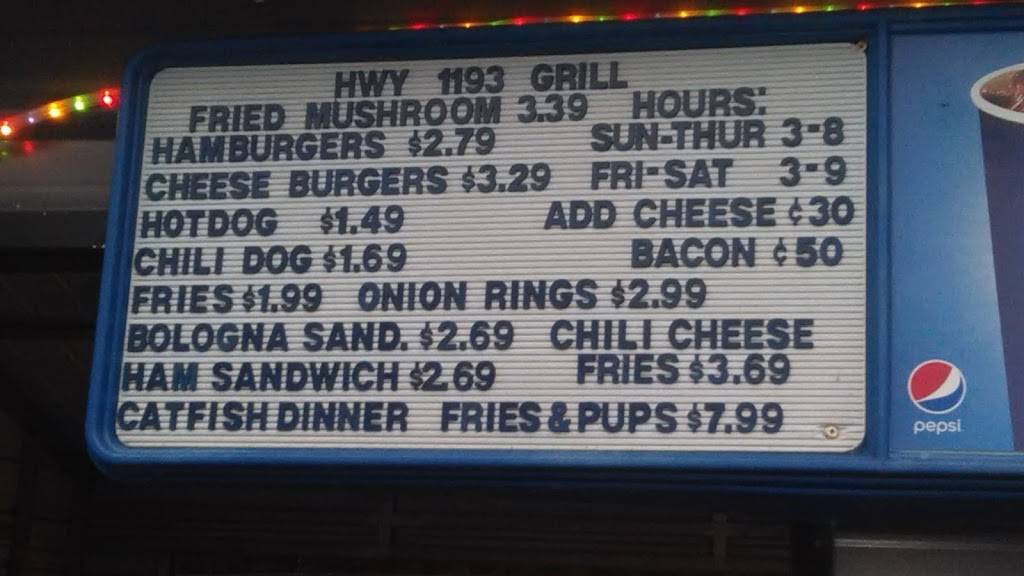 HWY 1193 GRILL
FRIED MUSHROOM 3.39 HOURS:
HAMBURGERS $2.79 SUN-THUR 3-8
CHEESE BURGERS $3.29 FRI-SAT 3-9
HOTDOG $1.49 ADD CHEESE ¢30
CHILI DOG $1.69 BACON ¢50
FRIES $1.99 ONION RINGS $2.99
BOLOGNA SAND. $2.69 CHILI CHEESE
HAM SANDWICH $2.69 FRIES $3.69
CATFISH DINNER FRIES & PUPS $7.99
pepsi